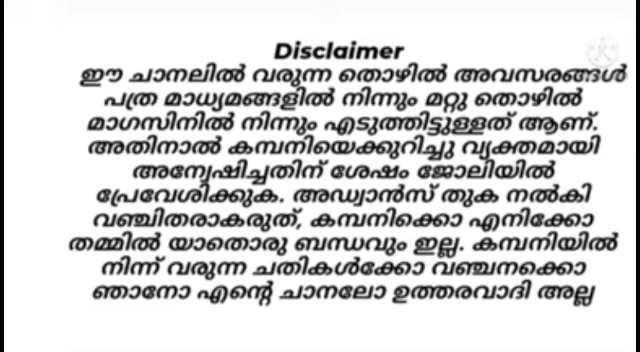 Disclaimer
ഈ ചാനലിൽ വരുന്ന തൊഴിൽ അവസരങ്ങൾ
പത്ര മാധ്യമങ്ങളിൽ നിന്നും മറ്റു തൊഴിൽ
മാഗസിനിൽ നിന്നും എടുത്തിട്ടുള്ളത് ആണ്.
അതിനാൽ കമ്പനിയെക്കുറിച്ചു വ്യക്തമായി
അന്വേഷിച്ചതിന് ശേഷം ജോലിയിൽ
പ്രേവേശിക്കുക. അഡ്വാൻസ് തുക നൽകി
വഞ്ചിതരാകരുത്, കമ്പനിക്കൊ എനിക്കോ
തമ്മിൽ യാതൊരു ബന്ധവും ഇല്ല. കമ്പനിയിൽ
നിന്ന് വരുന്ന ചതികൾക്കോ വഞ്ചനക്കൊ
ഞാനോ എന്റെ ചാനലോ ഉത്തരവാദി അല്ല